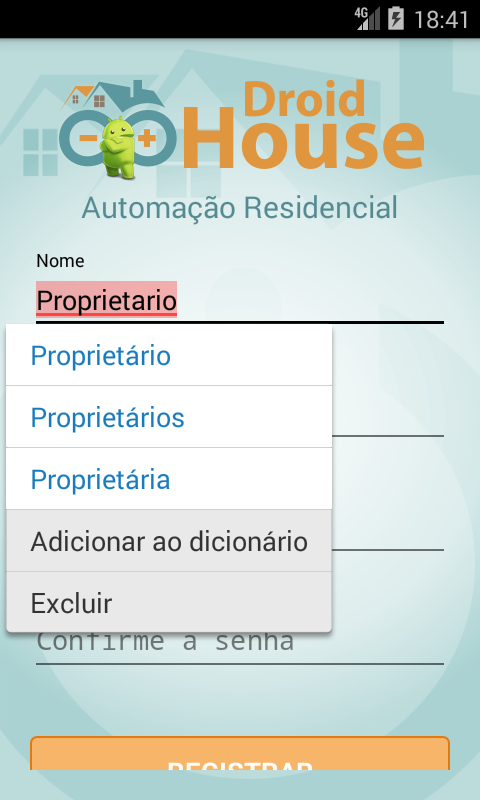 4G 18:41
Droid
House
Automação Residencial
Nome
Proprietario
Proprietário
Proprietários
Proprietária
Adicionar ao dicionário
Excluir
Confirme a senha
REGISTRAR